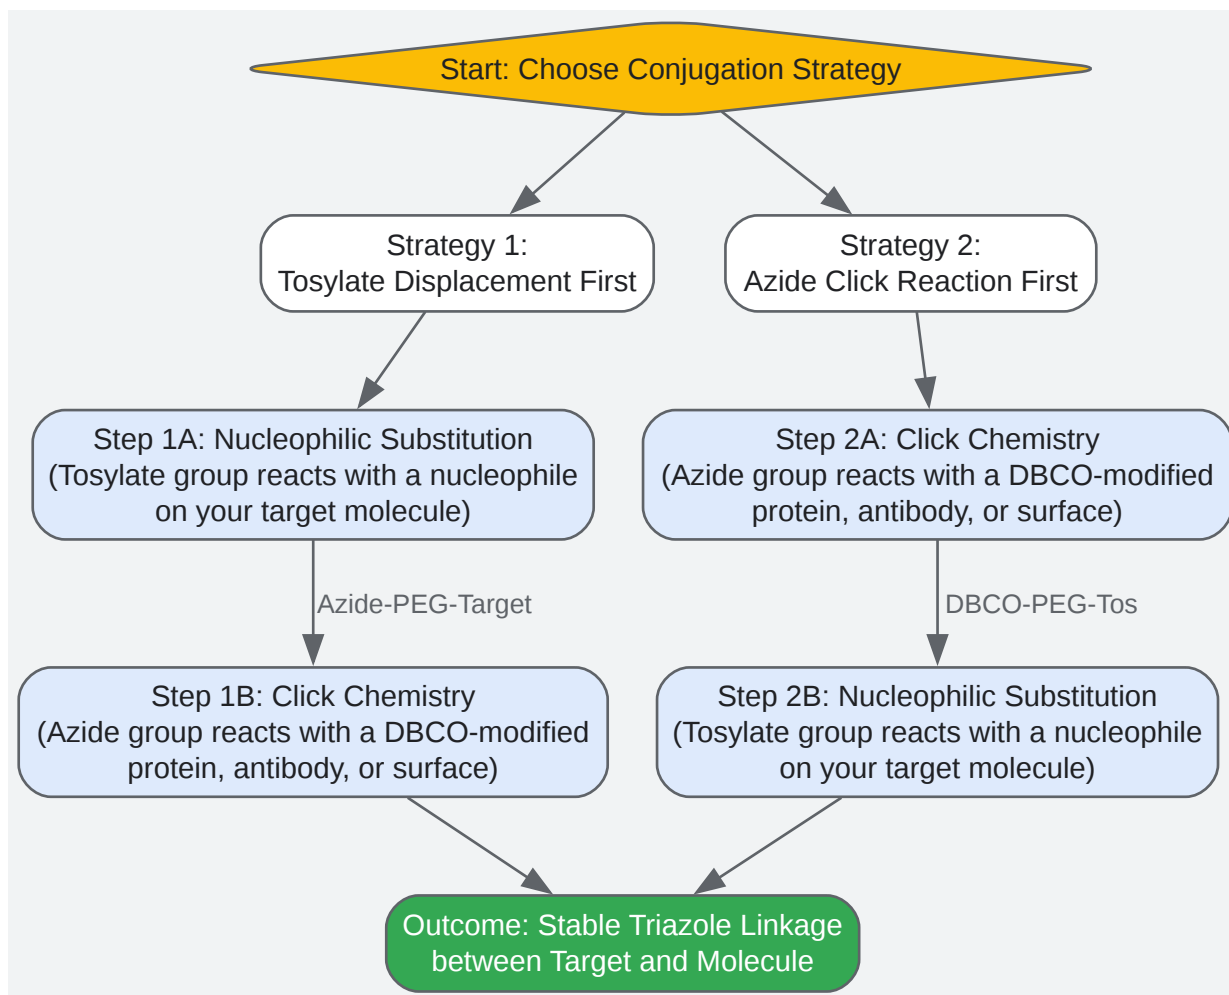 Start: Choose Conjugation Strategy
Strategy 1:
Tosylate Displacement First
Strategy 2:
Azide Click Reaction First
Step 1A: Nucleophilic Substitution
(Tosylate group reacts with a nucleophile
on your target molecule)
Step 2A: Click Chemistry
(Azide group reacts with a DBCO-modified
protein, antibody, or surface)
Azide-PEG-Target
DBCO-PEG-Tos
Step 1B: Click Chemistry
(Azide group reacts with a DBCO-modified
protein, antibody, or surface)
Step 2B: Nucleophilic Substitution
(Tosylate group reacts with a nucleophile
on your target molecule)
Outcome: Stable Triazole Linkage
between Target and Molecule